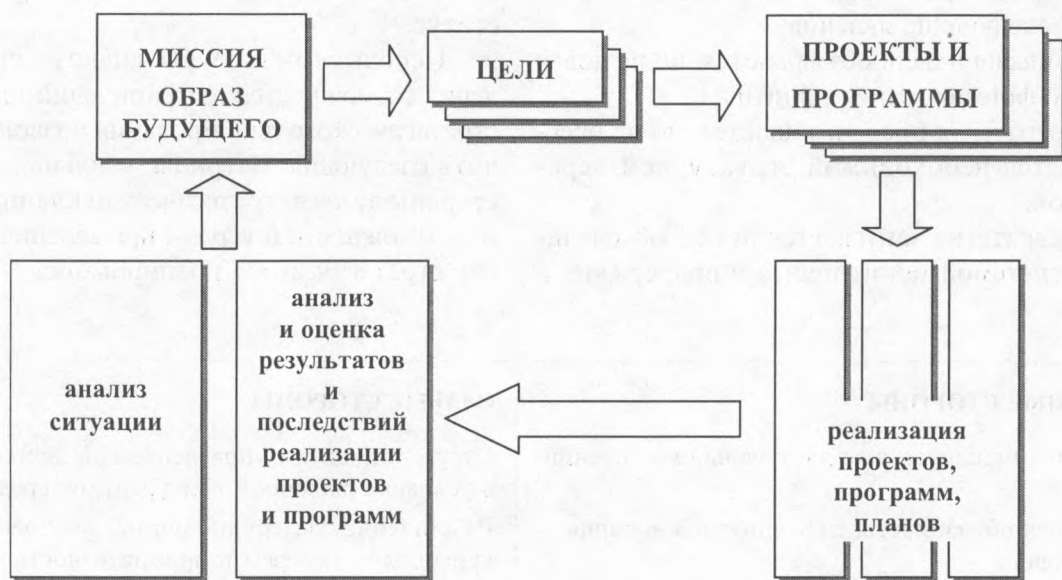 МИССИЯ
ОБРАЗ
БУДУЩЕГО
ЦЕЛИ
ПРОЕКТЫ И
ПРОГРАММЫ
анализ
ситуации
анализ
и оценка
результатов
и
последствий
реализации
проектов
и программ
реализация
проектов,
программ,
планов